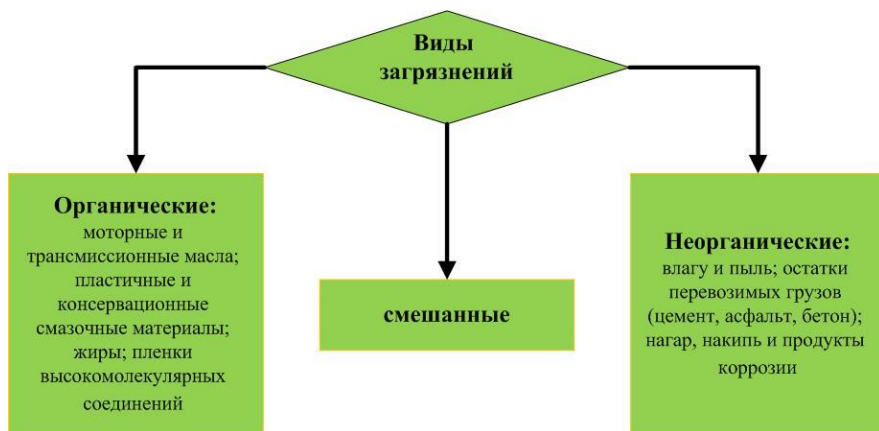 Виды
загрязнений
Органические:
моторные и
трансмиссионные масла;
пластичные и
консервационные
смазочные материалы;
жиры; пленки
высокомолекулярных
соединений
смешанные
Неорганические:
влагу и пыль; остатки
перевозимых грузов
(цемент, асфальт, бетон);
нагар, накипь и продукты
коррозии